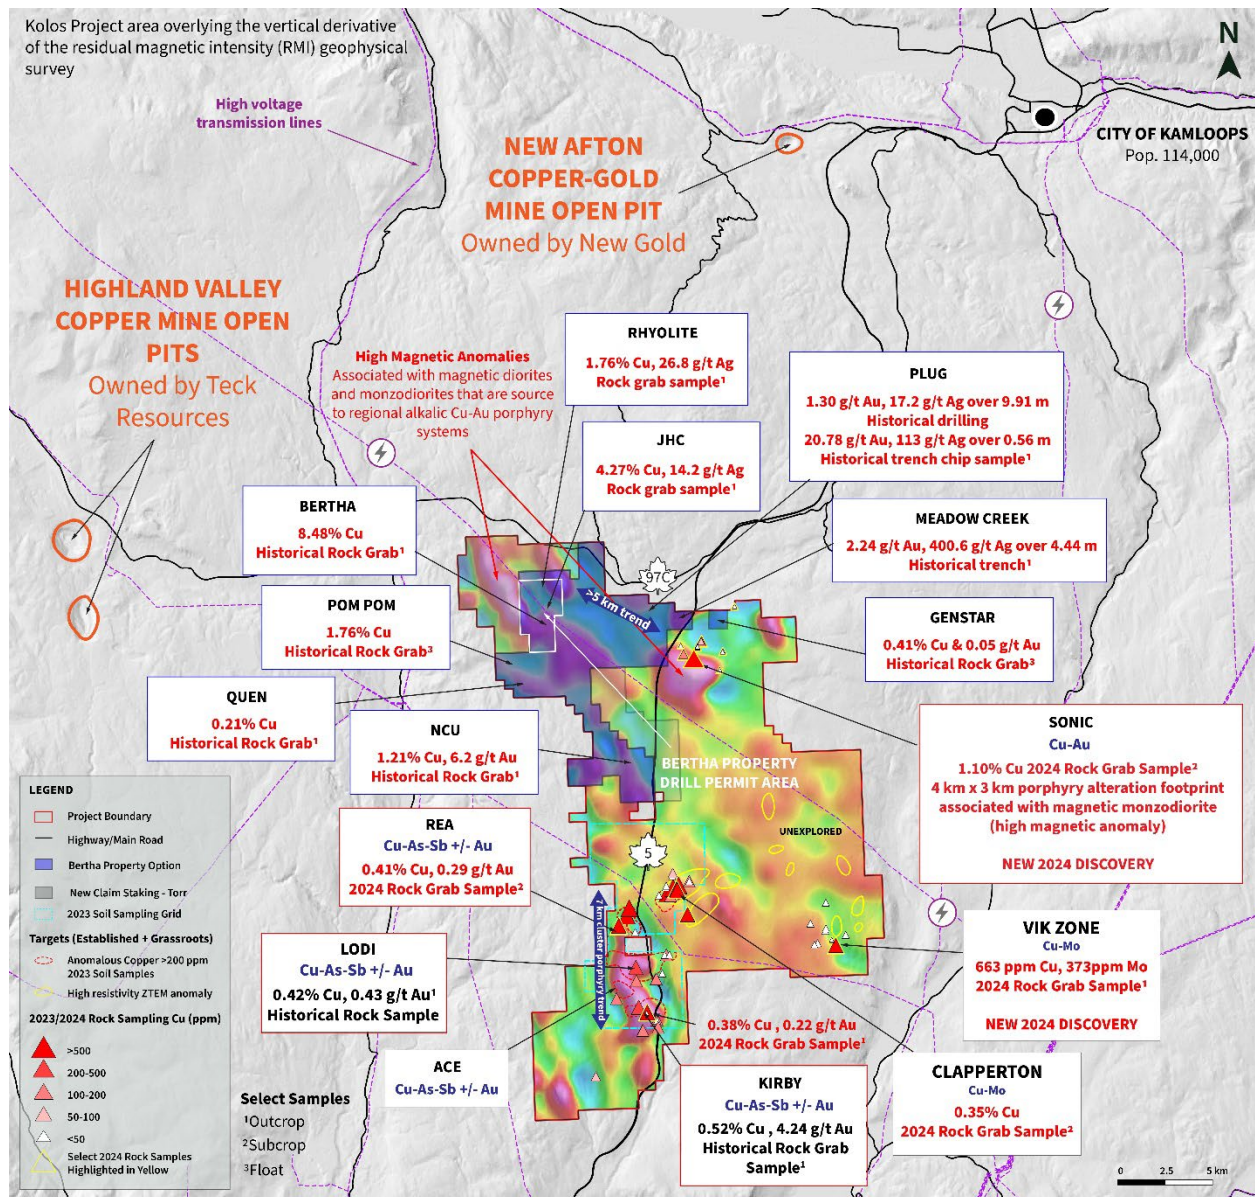 Kolos Project area overlying the vertical derivative
of the residual magnetic intensity (RMI) geophysical
survey
High voltage
transmission lines
N
CITY OF KAMLOOPS
Pop. 114,000
NEW AFTON
COPPER-GOLD
MINE OPEN PIT
Owned by New Gold
HIGHLAND VALLEY
COPPER MINE OPEN
PITS
Owned by Teck
Resources
High Magnetic Anomalies
Associated with magnetic diorites
and monzodiorites that are source
to regional alkalic Cu-Au porphyry
systems
RHYOLITE
1.76% Cu, 26.8 g/t Ag
Rock grab sample¹
JHC
4.27% Cu, 14.2 g/t Ag
Rock grab sample¹
PLUG
1.30 g/t Au, 17.2 g/t Ag over 9.91 m
Historical drilling
20.78 g/t Au, 113 g/t Ag over 0.56 m
Historical trench chip sample¹
MEADOW CREEK
2.24 g/t Au, 400.6 g/t Ag over 4.44 m
Historical trench¹
GENSTAR
0.41% Cu & 0.05 g/t Au
Historical Rock Grab³
BERTHA
8.48% Cu
Historical Rock Grab¹
POM POM
1.76% Cu
Historical Rock Grab³
QUEN
0.21% Cu
Historical Rock Grab¹
NCU
1.21% Cu, 6.2 g/t Au
Historical Rock Grab¹
97C
>5 km trend
BERTHA PROPERTY
DRILL PERMIT AREA
SONIC
Cu-Au
1.10% Cu 2024 Rock Grab Sample²
4 km x 3 km porphyry alteration footprint
associated with magnetic monzodiorite
(high magnetic anomaly)
NEW 2024 DISCOVERY
REA
Cu-As-Sb +/- Au
0.41% Cu, 0.29 g/t Au
2024 Rock Grab Sample²
5
UNEXPLORED
7 km cluster porphyry trend
LODI
Cu-As-Sb +/- Au
0.42% Cu, 0.43 g/t Au¹
Historical Rock Sample
ACE
Cu-As-Sb +/- Au
0.38% Cu , 0.22 g/t Au
2024 Rock Grab Sample¹
KIRBY
Cu-As-Sb +/- Au
0.52% Cu , 4.24 g/t Au
Historical Rock Grab
Sample¹
VIK ZONE
Cu-Mo
663 ppm Cu, 373ppm Mo
2024 Rock Grab Sample¹
NEW 2024 DISCOVERY
CLAPPERTON
Cu-Mo
0.35% Cu
2024 Rock Grab Sample²
LEGEND
Project Boundary
Highway/Main Road
Bertha Property Option
New Claim Staking - Torr
2023 Soil Sampling Grid
Targets (Established + Grassroots)
Anomalous Copper >200 ppm
2023 Soil Samples
High resistivity ZTEM anomaly
2023/2024 Rock Sampling Cu (ppm)
>500
200-500
100-200
50-100
<50
Select 2024 Rock Samples
Highlighted in Yellow
Select Samples
¹Outcrop
²Subcrop
³Float
0 2.5 5 km